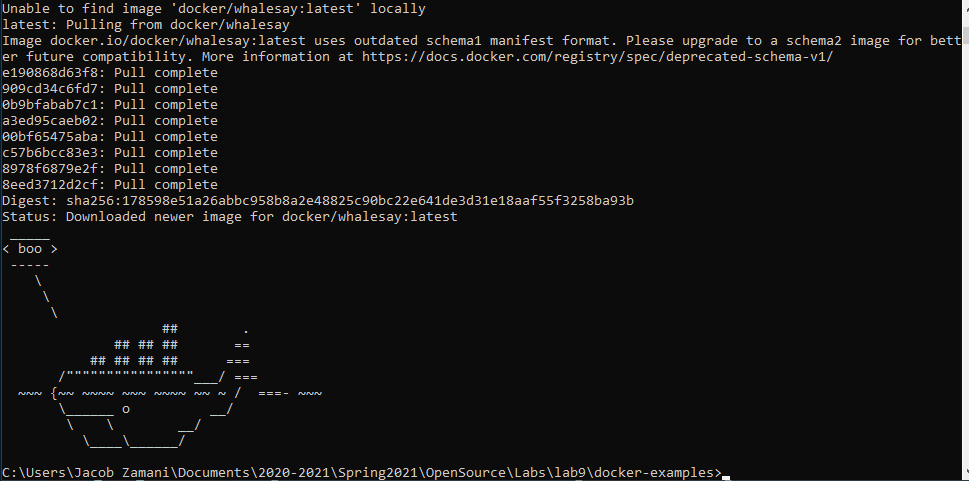 Unable to find image 'docker/whalesay:latest' locally
latest: Pulling from docker/whalesay
Image docker.io/docker/whalesay:latest uses outdated schema1 manifest format. Please upgrade to a schema2 image for bett
er future compatibility. More information at https://docs.docker.com/registry/spec/deprecated-schema-v1/
e190868d63f8: Pull complete
909cd34c6fd7: Pull complete
0b9bfabab7c1: Pull complete
a3ed95caeb02: Pull complete
00bf65475aba: Pull complete
c57b6bcc83e3: Pull complete
8978f6879e2f: Pull complete
8eed3712d2cf: Pull complete
Digest: sha256:178598e51a26abbc958b8a2e48825c90bc22e641de3d31e18aaf55f3258ba93b
Status: Downloaded newer image for docker/whalesay:latest
 _____
< boo >
 -----
    \
     \
      \
                    ##         .
              ## ## ##       ==
           ## ## ## ##      ===
       /""""""""""""""""___/ ===
  ~~~ {~~ ~~~~ ~~~ ~~~~ ~~ ~ /  ===- ~~~
       \______ o          __/
        \    \        __/
          \____\______/
C:\Users\Jacob Zamani\Documents\2020-2021\Spring2021\OpenSource\Labs\lab9\docker-examples>